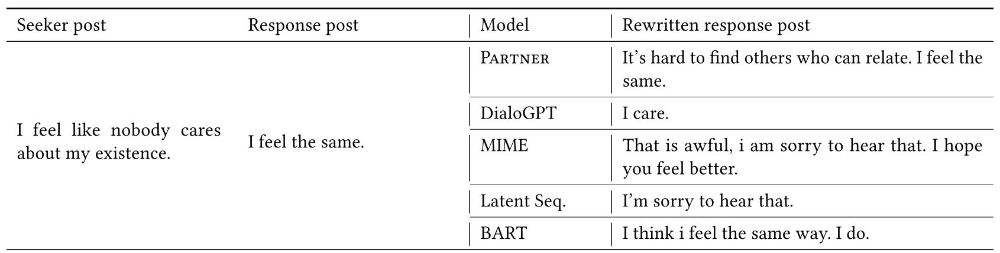 Seeker post Response post Model Rewritten response post
PARTNER It's hard to find others who can relate. I feel the
same.
DialoGPT I care.
I feel like nobody cares
about my existence.
I feel the same.
MIME That is awful, i am sorry to hear that. I hope
you feel better.
Latent Seq. I'm sorry to hear that.
BART I think i feel the same way. I do.